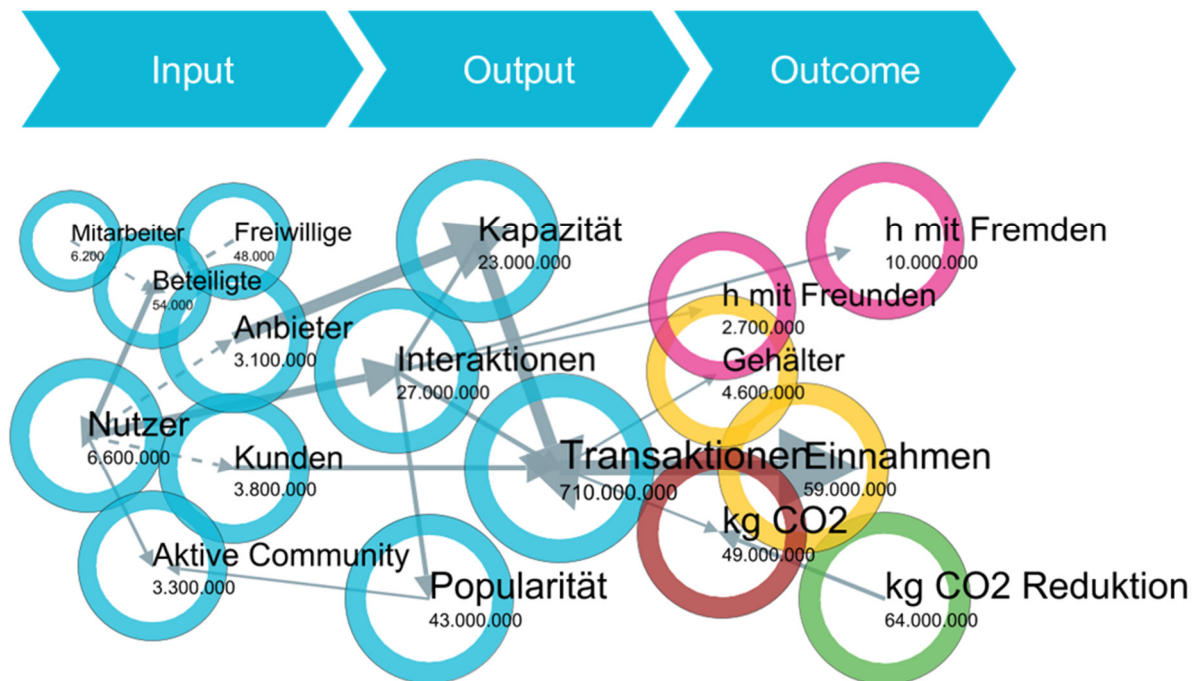 Input
Output
Outcome
Mitarbeiter
6.200
Freiwillige
48.000
Beteiligte
54.000
Anbieter
3.100.000
Nutzer
6.600.000
Kunden
3.800.000
Aktive Community
3.300.000
Kapazität
23.000.000
Interaktionen
27.000.000
Transaktionen
710.000.000
Popularität
43.000.000
h mit Fremden
10.000.000
h mit Freunden
2.700.000
Gehälter
4.600.000
Einnahmen
59.000.000
kg CO2
49.000.000
kg CO2 Reduktion
64.000.000